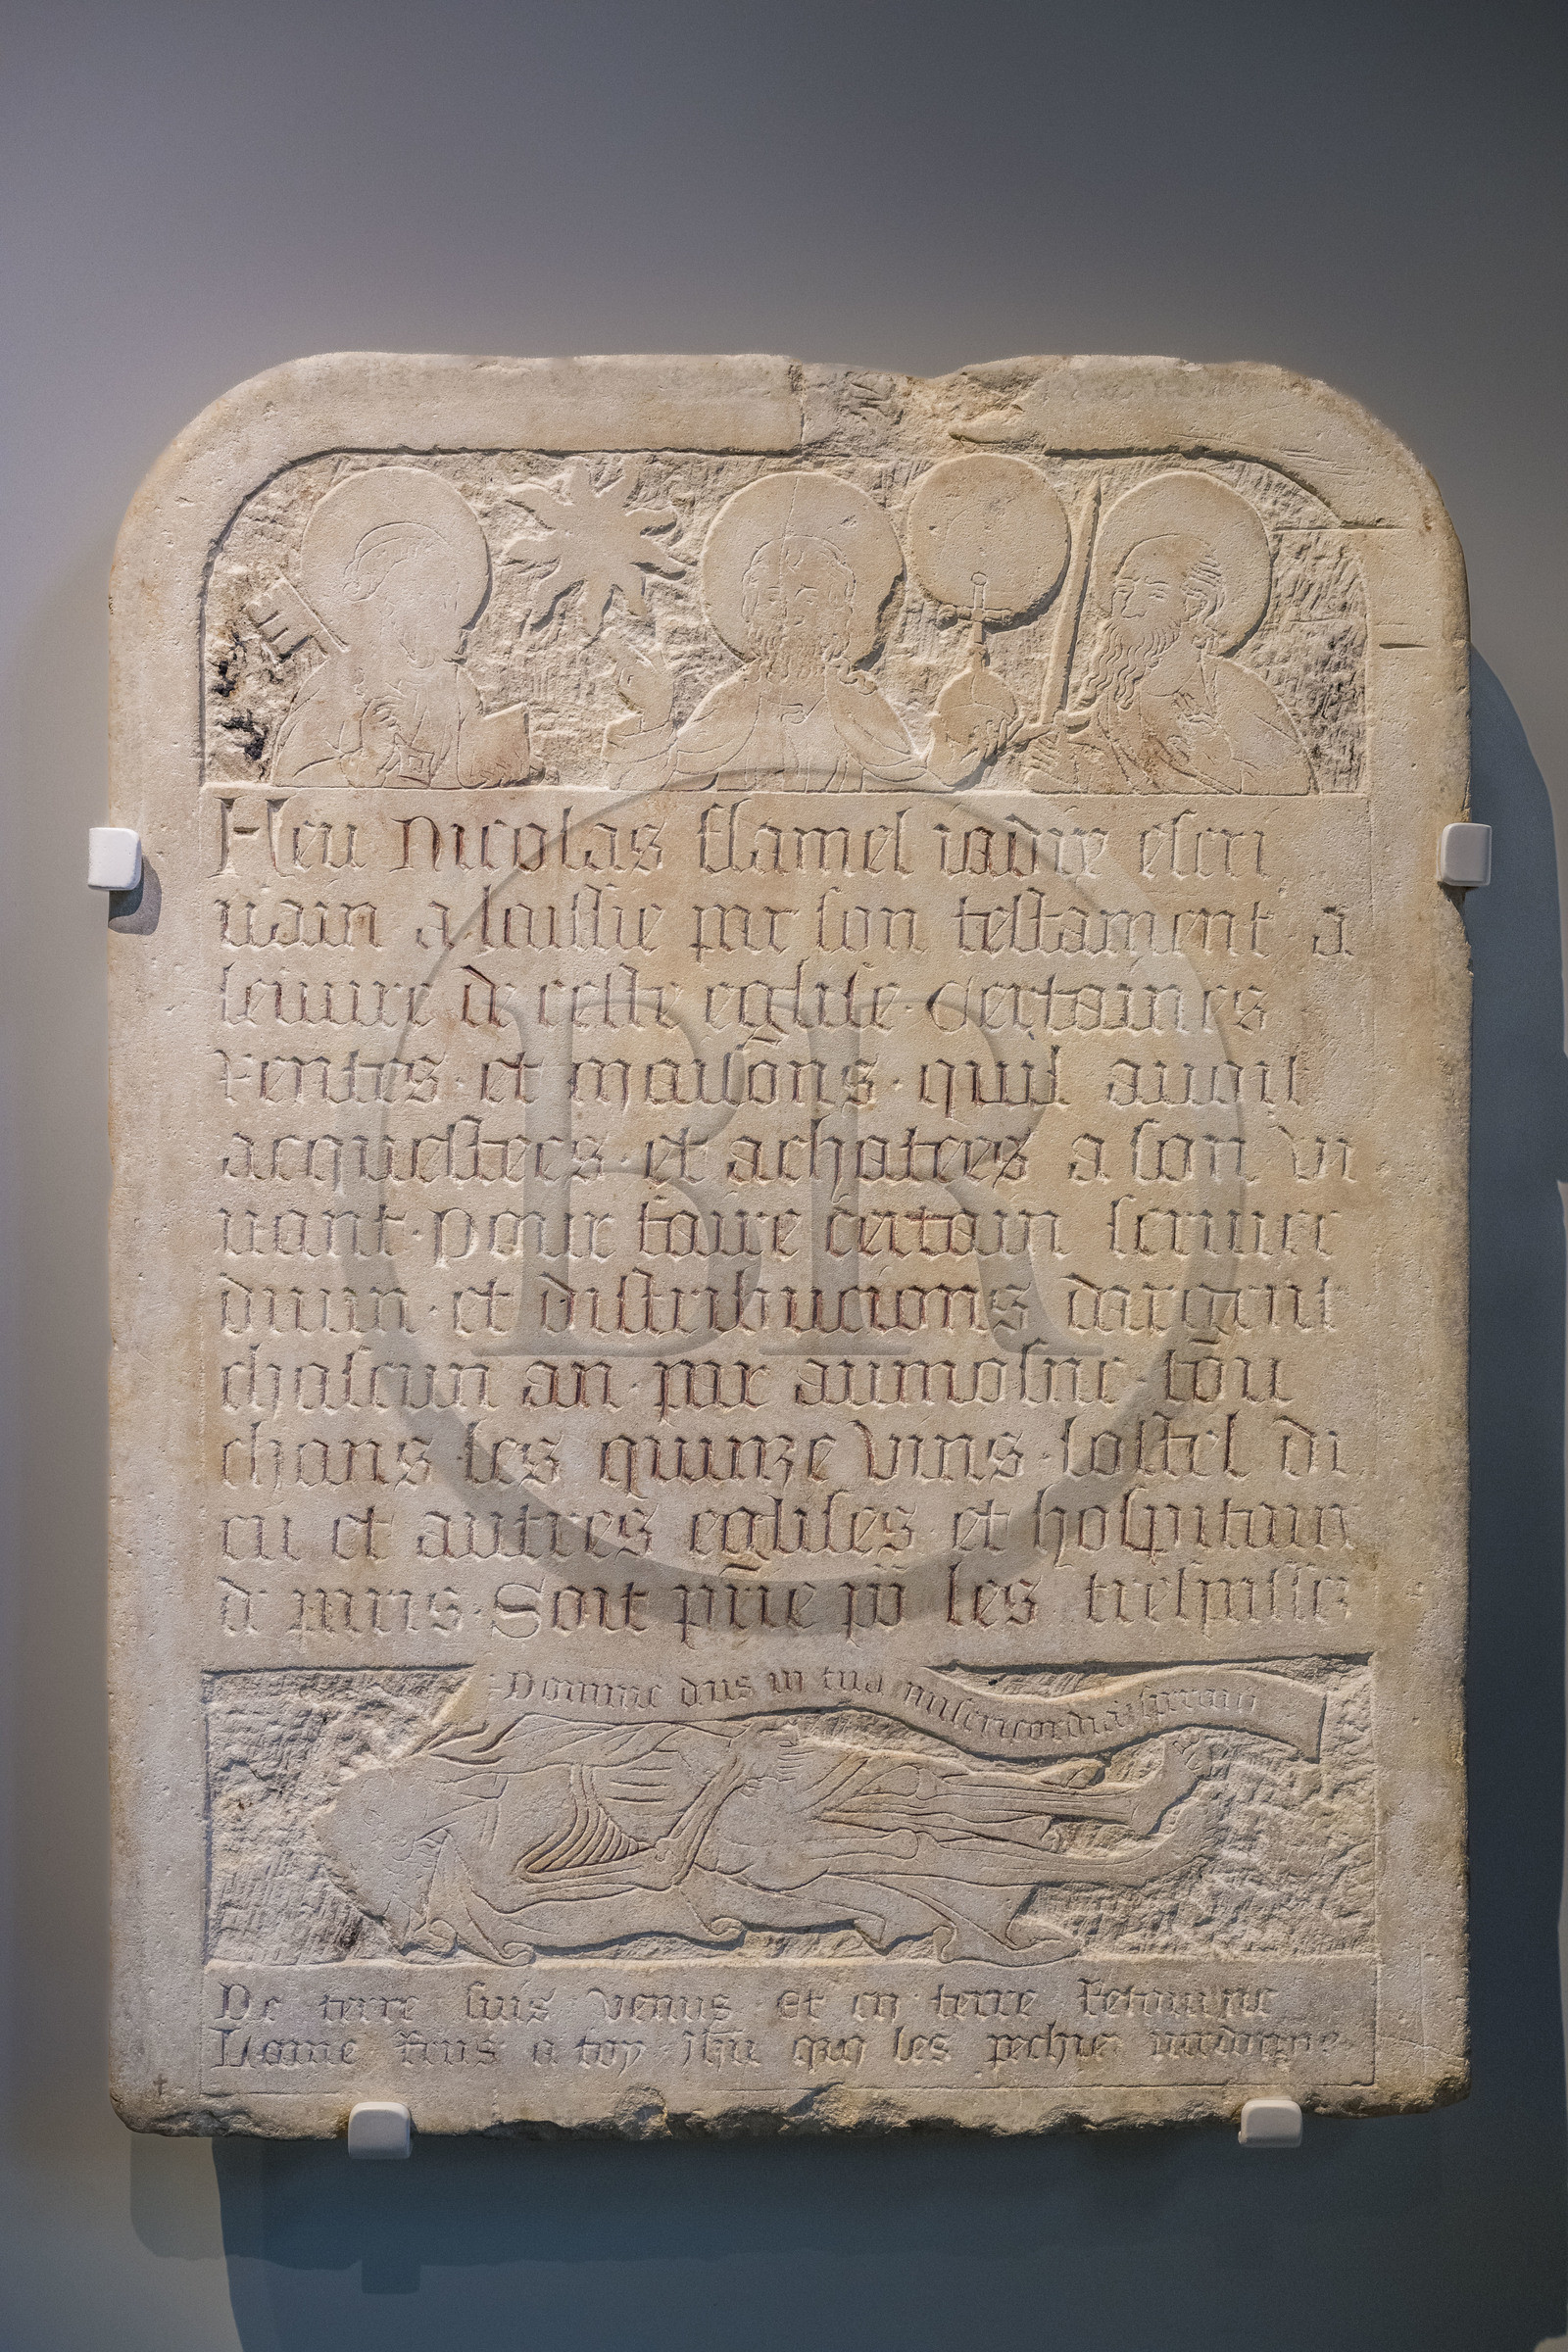 Feu Nicolas flamel iadiz escri
uain a laissie par son testament a
leuure de ceste eglise · Certaines
rentes · et maisons · quil auoit
acquestees · et achatees a son vi
uant · pour faire certain seruice
diuin · et distribucions dargent
chascun an · par aumosne · tou
chans · les quinze vins · lostel di
eu et autres eglises · et hospitaux
de paris · Soit prie po les trespasses
Domine deus in tua misericordia speraui
De terre suis venus et en terre retourne
Lame rens a toy ihu qui les pechiez pardonne
BR